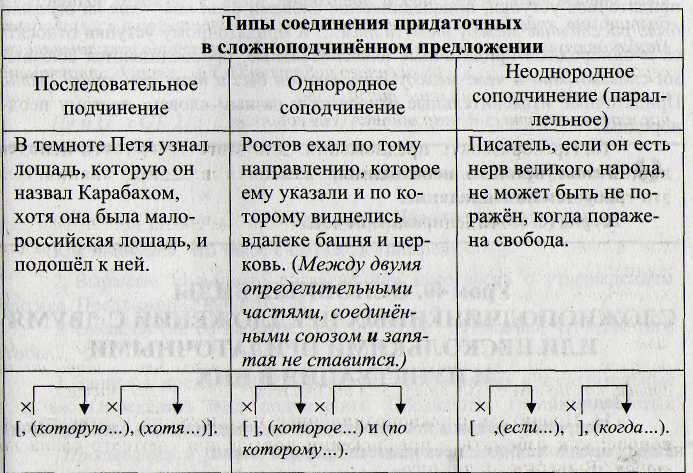 Типы соединения придаточных
в сложноподчинённом предложении
Последовательное
подчинение
В темноте Петя узнал
лошадь, которую он
назвал Карабахом,
хотя она была мало-
российская лошадь, и
подошёл к ней.
[, (которую...), (хотя...)].
Однородное
соподчинение
Ростов ехал по тому
направлению, которое
ему указали и по ко-
торому виднелись
вдалеке башня и цер-
ковь. (Между двумя
определительными
частями, соединён-
ными союзом и запя-
тая не ставится.)
[ ], (которое...) и (по
которому...).
Неоднородное
соподчинение (парал-
лельное)
Писатель, если он есть
нерв великого народа,
не может быть не по-
ражён, когда пораже-
на свобода.
[ ,(если...), ], (когда...).